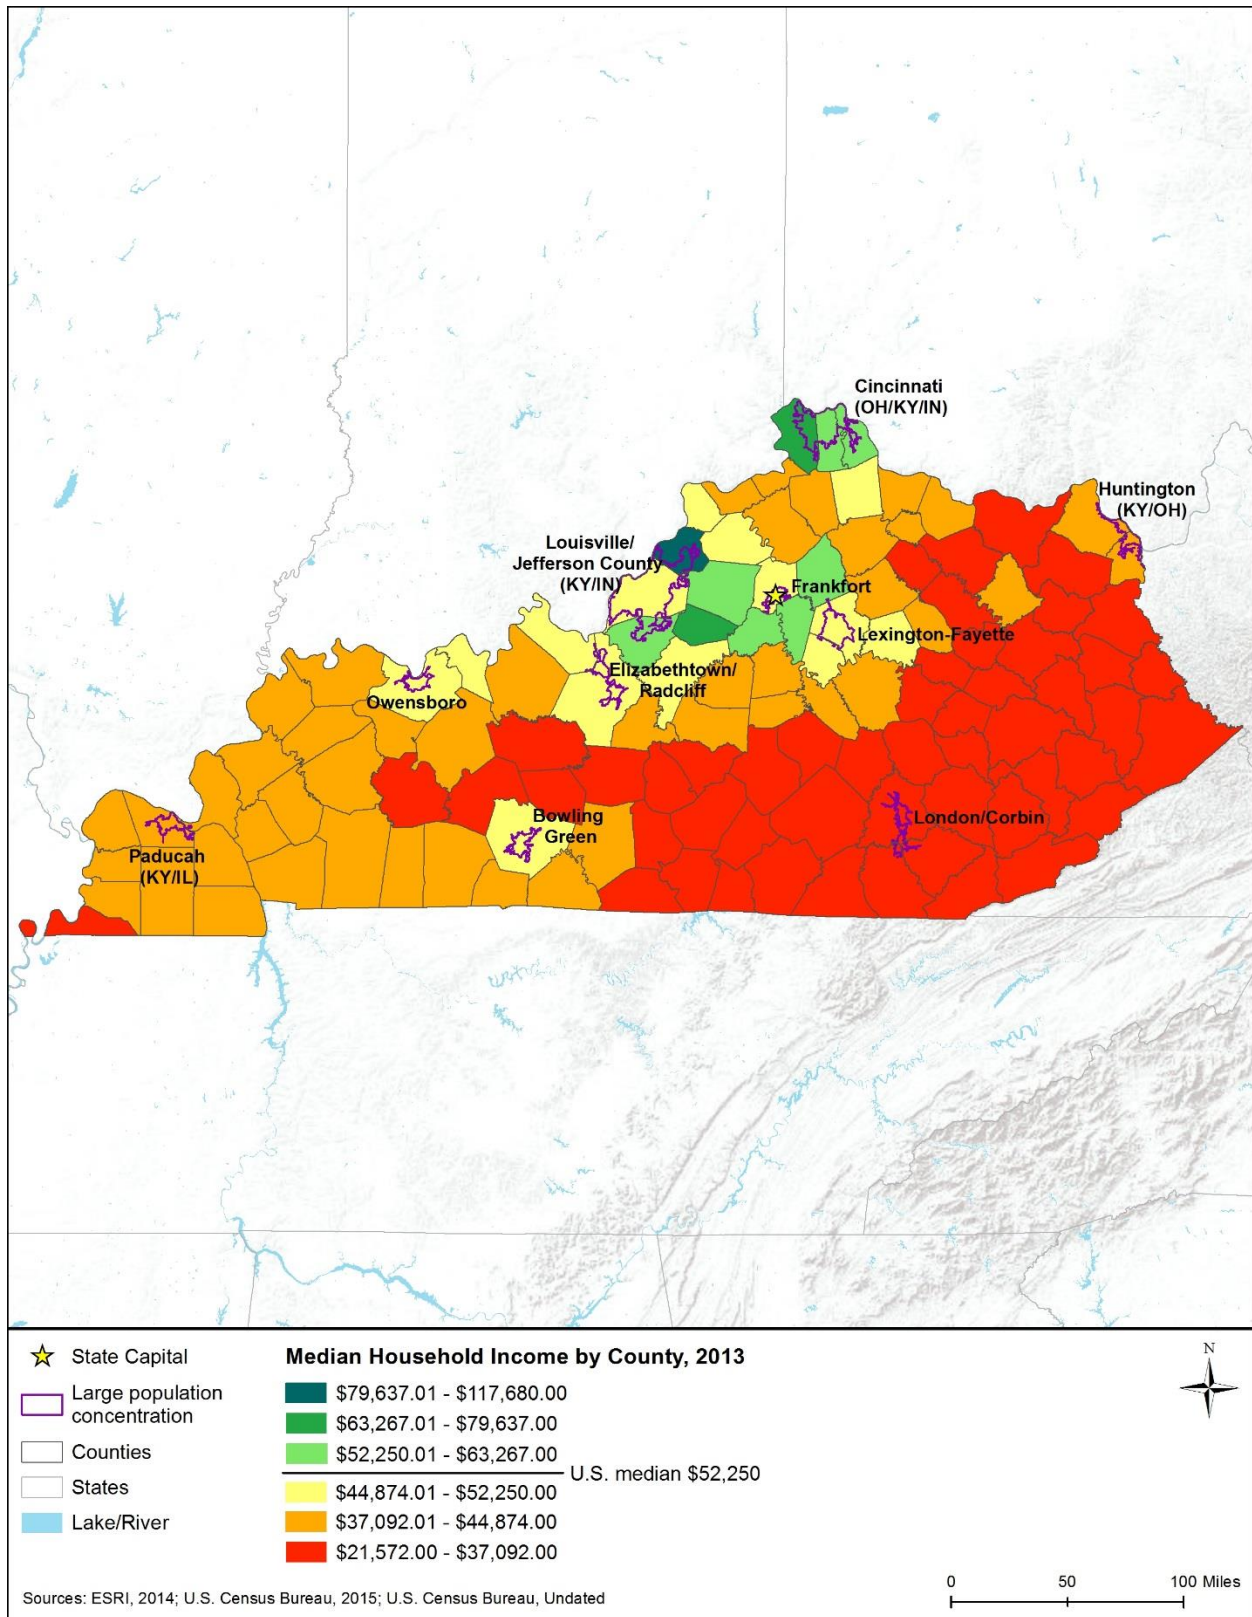 Cincinnati
(OH/KY/IN)
Huntington
(KY/OH)
Louisville/
Jefferson County
(KY/IN)
Frankfort
Lexington-Fayette
Elizabethtown/
Radcliff
Owensboro
Bowling
Green
London/Corbin
Paducah
(KY/IL)
State Capital
Large population
concentration
Counties
States
Lake/River
Median Household Income by County, 2013
$79,637.01 - $117,680.00
$63,267.01 - $79,637.00
$52,250.01 - $63,267.00
U.S. median $52,250
$44,874.01 - $52,250.00
$37,092.01 - $44,874.00
$21,572.00 - $37,092.00
N
0 50 100 Miles
Sources: ESRI, 2014; U.S. Census Bureau, 2015; U.S. Census Bureau, Undated